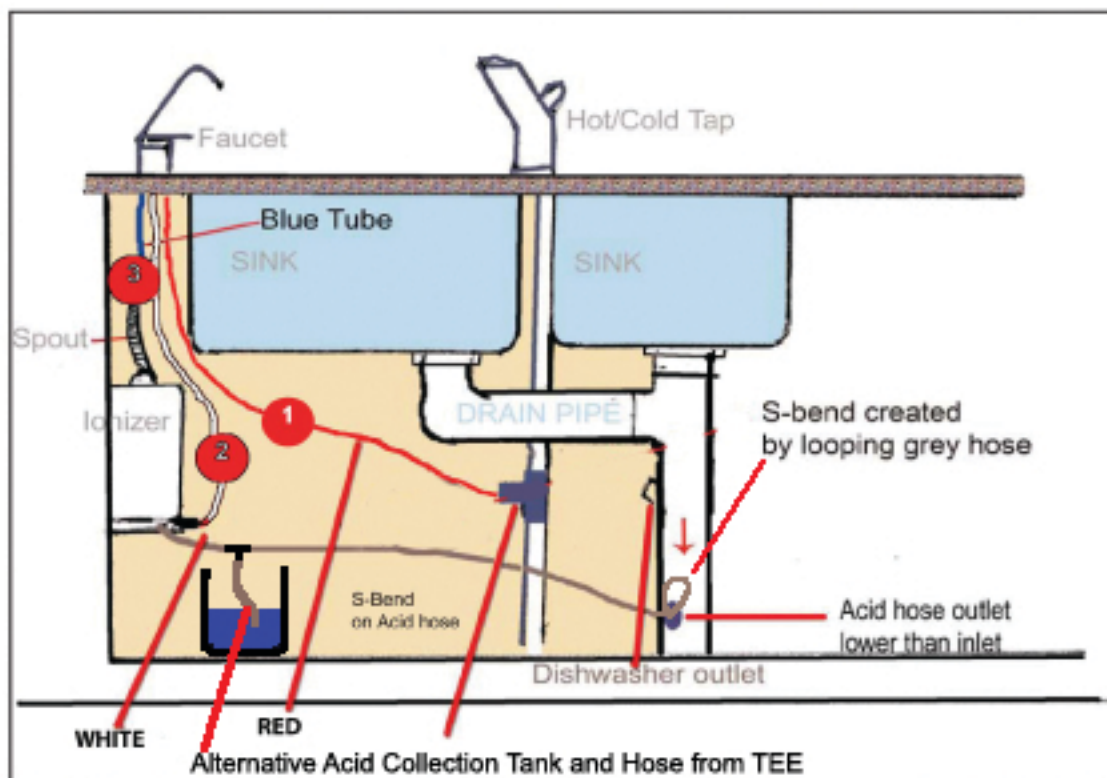 Faucet
Hot/Cold Tap
Blue Tube
SINK
SINK
3
Spout
Ionizer
1
DRAIN PIPE
S-bend created
by looping grey hose
2
S-Bend
on Acid hose
Acid hose outlet
lower than inlet
Dishwasher outlet
WHITE
RED
Alternative Acid Collection Tank and Hose from TEE